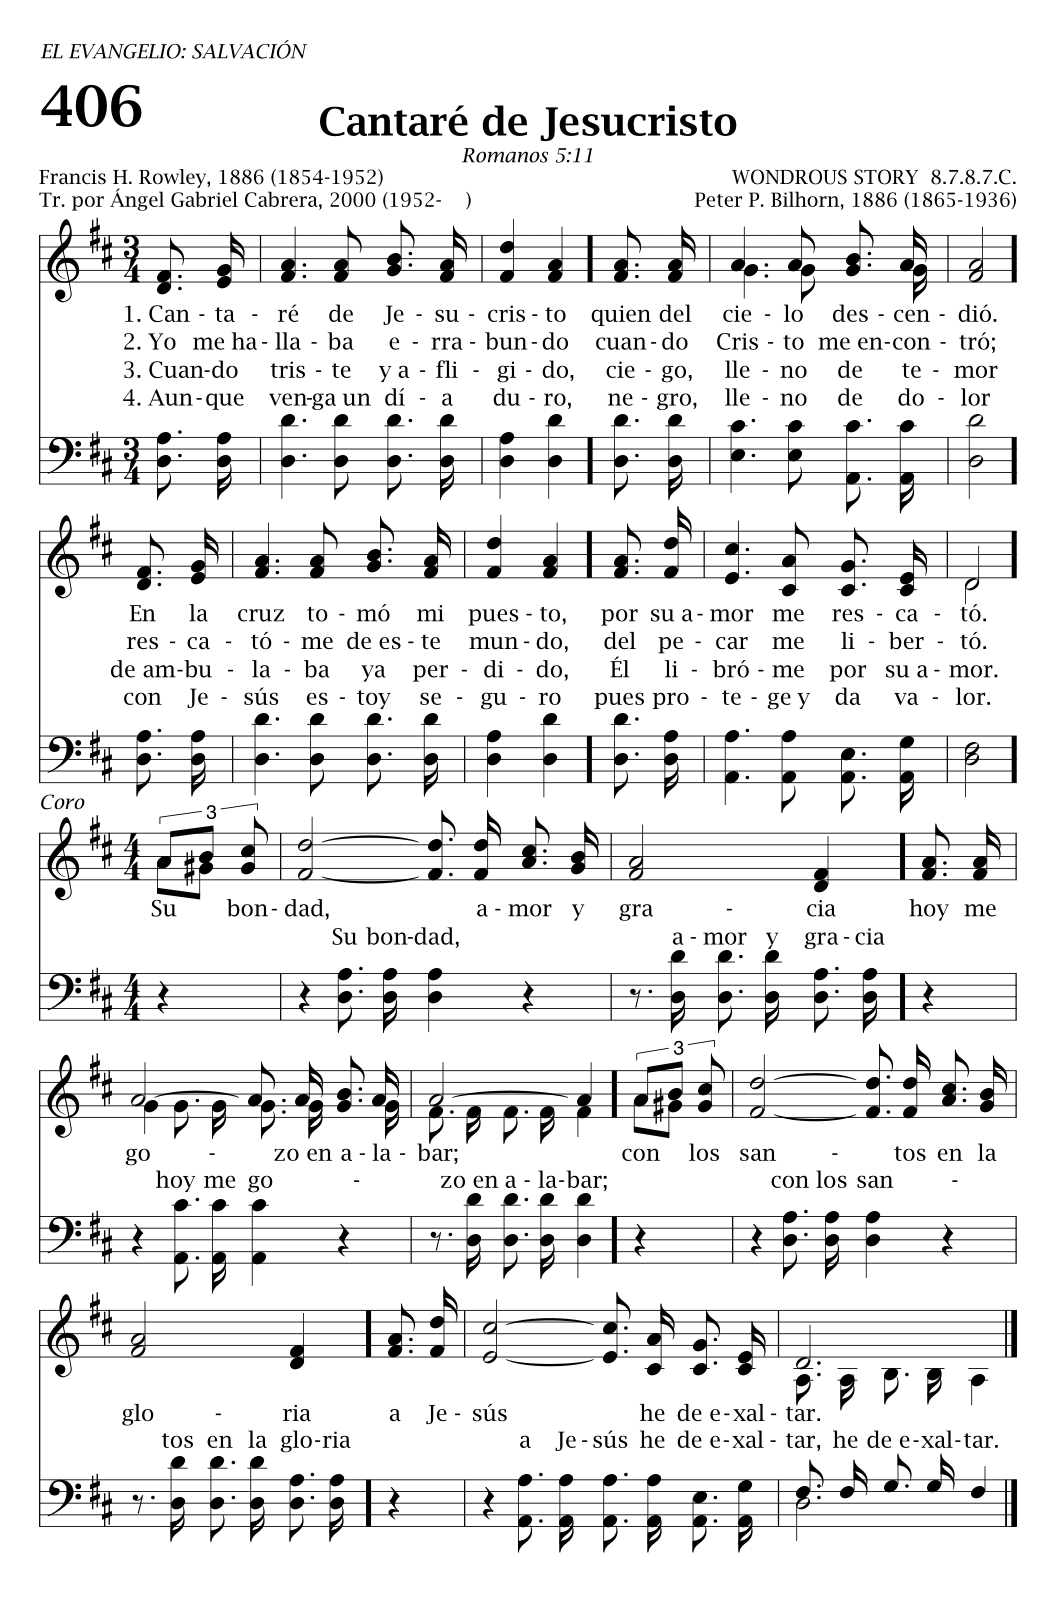 EL EVANGELIO: SALVACIÓN
406
Cantaré de Jesucristo
Romanos 5:11
Francis H. Rowley, 1886 (1854-1952)
WONDROUS STORY 8.7.8.7.C.
Tr. por Ángel Gabriel Cabrera, 2000 (1952- )
Peter P. Bilhorn, 1886 (1865-1936)
3 4
1. Can - ta - ré de Je - su - cris - to quien del cie - lo des - cen - dió.
2. Yo me ha - lla - ba e - rra - bun - do cuan - do Cris - to me en - con - tró;
3. Cuan - do tris - te y a - fli - gi - do, cie - go, lle - no de te - mor
4. Aun - que ven - ga un dí - a du - ro, ne - gro, lle - no de do - lor
3 4
En la cruz to - mó mi pues - to, por su a - mor me res - ca - tó.
res - ca - tó - me de es - te mun - do, del pe - car me li - ber - tó.
de am - bu - la - ba ya per - di - do, Él li - bró - me por su a - mor.
con Je - sús es - toy se - gu - ro pues pro - te - ge y da va - lor.
Coro
3
4 4
Su bon - dad, a - mor y gra - cia hoy me
Su bon - dad, a - mor y gra - cia
4 4
3
go - zo en a - la - bar; con los san - tos en la
hoy me go - zo en a - la - bar; con los san -
glo - ria a Je - sús he de e - xal - tar.
tos en la glo - ria a Je - sús he de e - xal - tar, he de e - xal - tar.